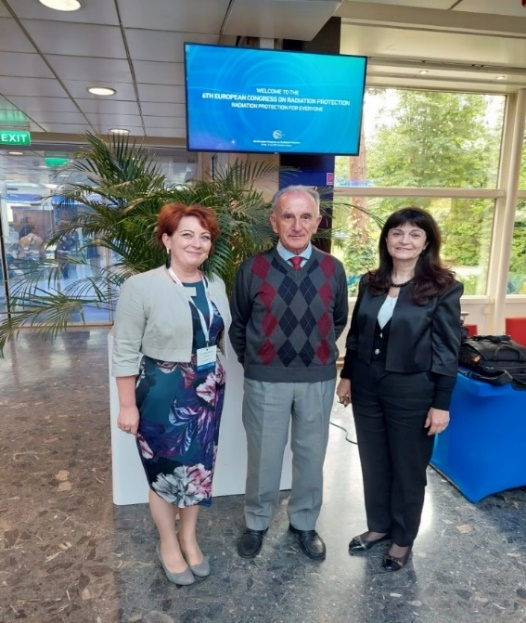 WELCOME TO THE
6TH EUROPEAN CONGRESS ON RADIATION PROTECTION
RADIATION PROTECTION FOR EVERYONE
EXIT